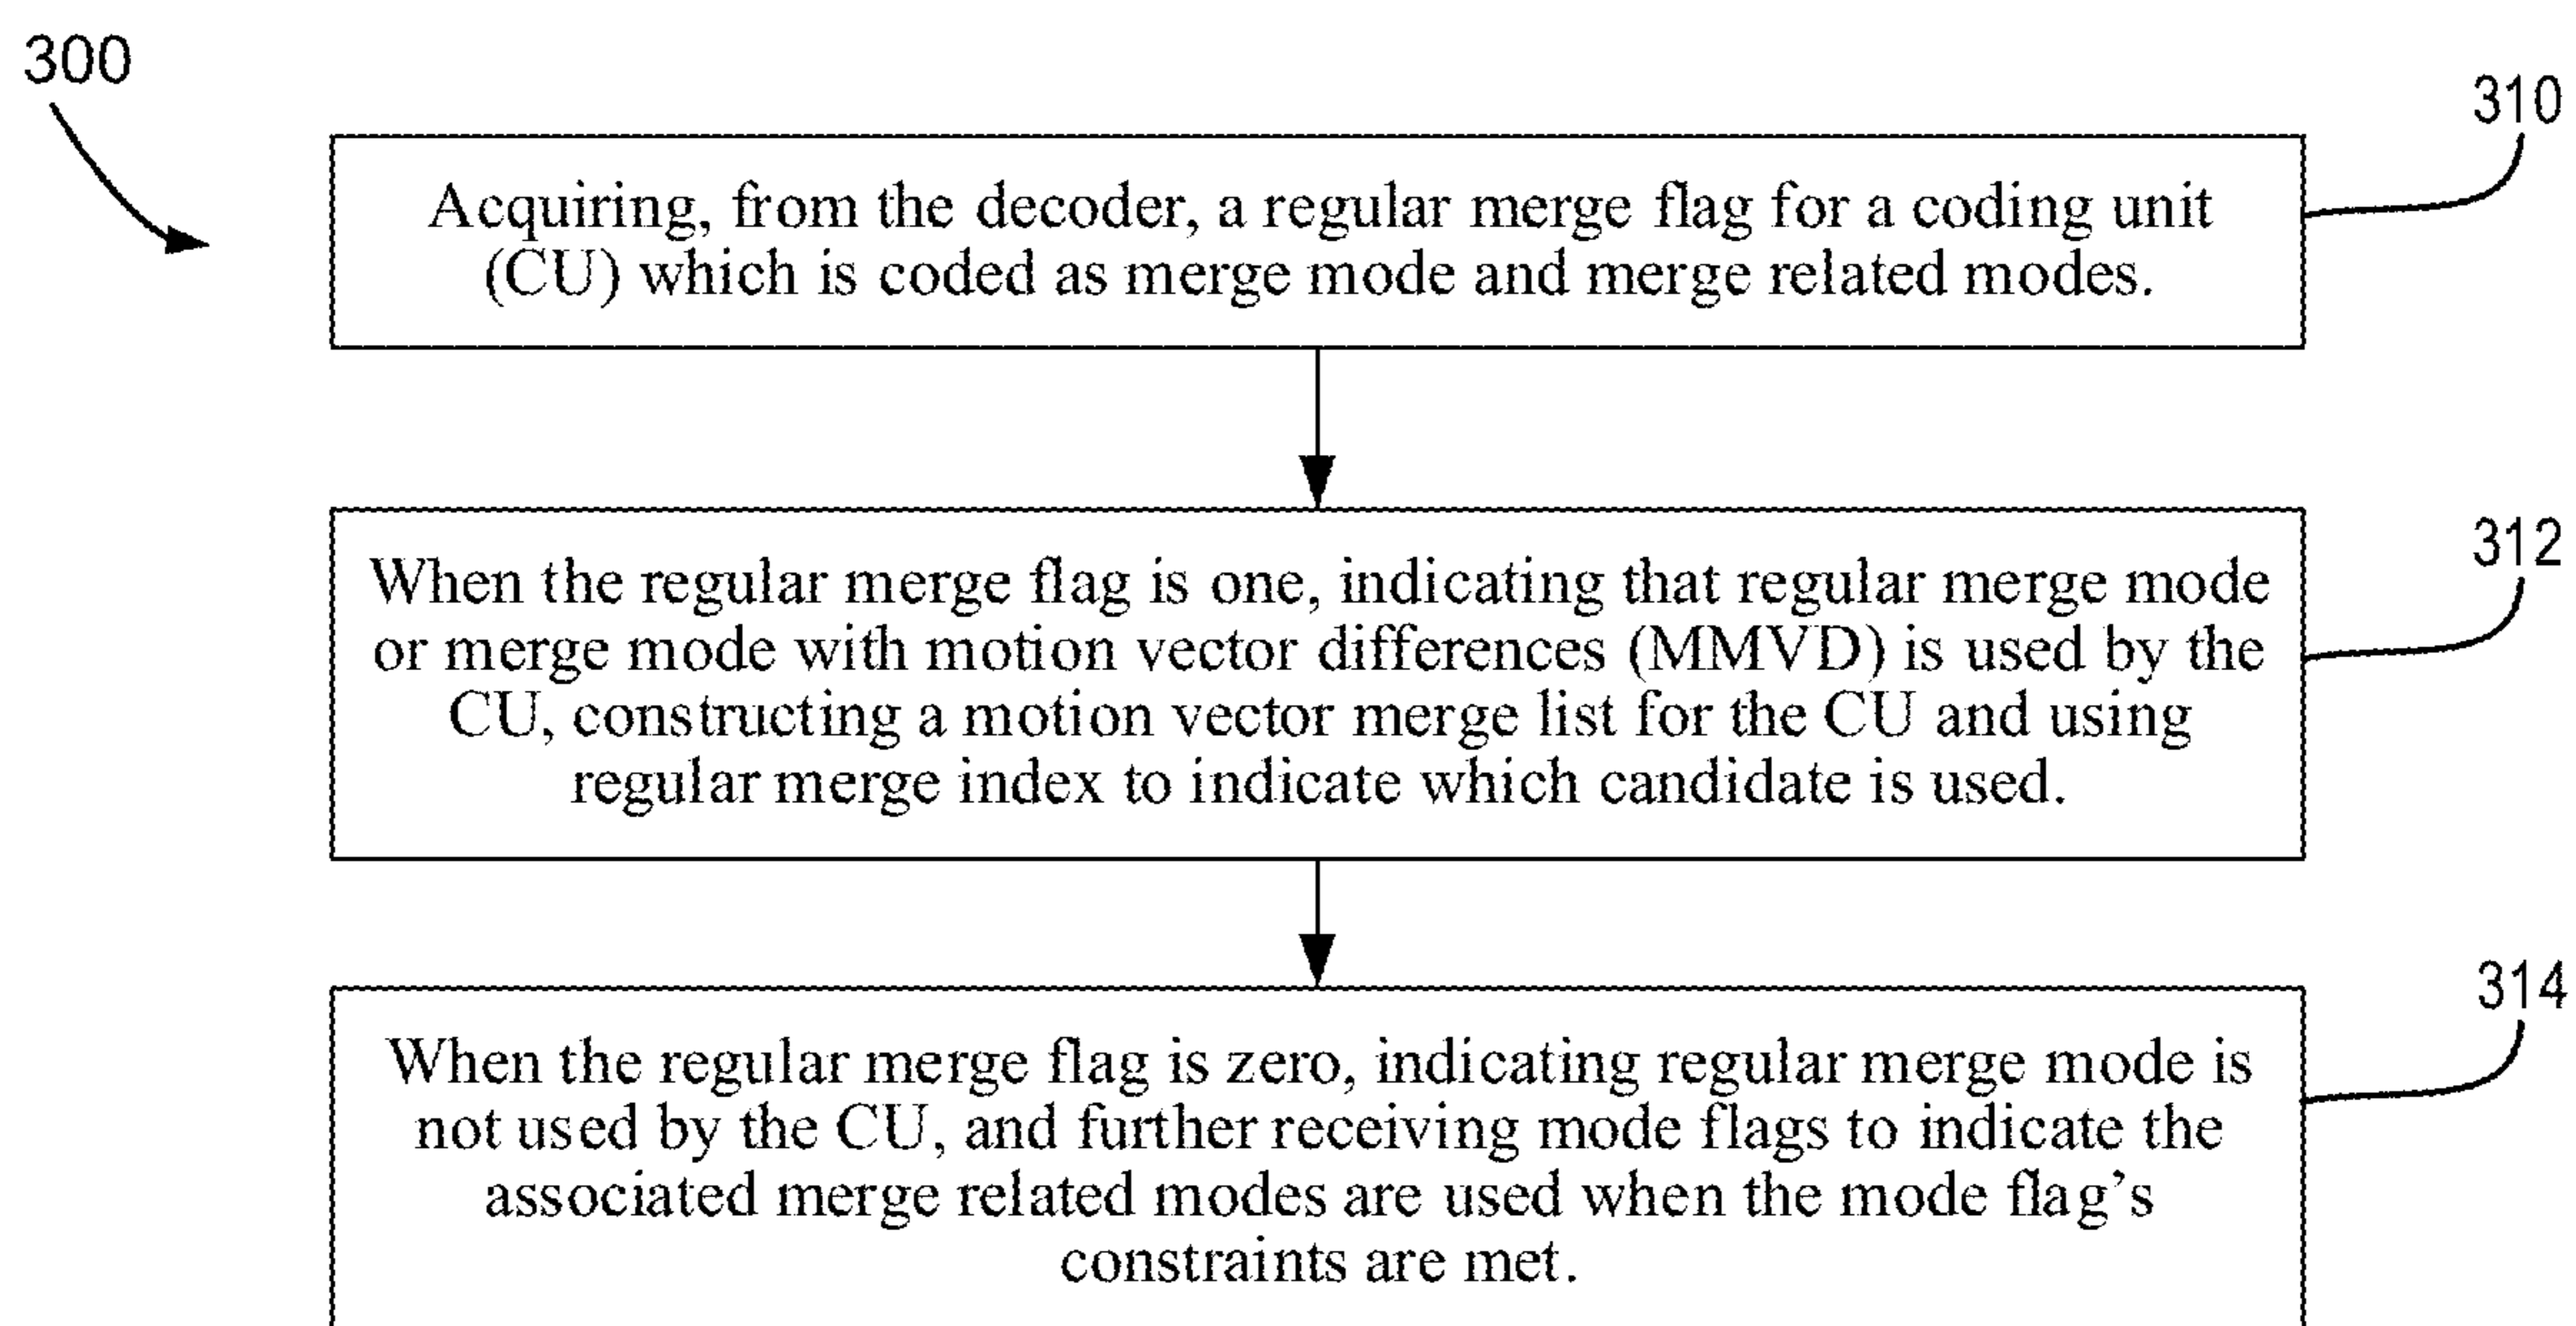 300
310
Acquiring, from the decoder, a regular merge flag for a coding unit
(CU) which is coded as merge mode and merge related modes.
312
When the regular merge flag is one, indicating that regular merge mode
or merge mode with motion vector differences (MMVD) is used by the
CU, constructing a motion vector merge list for the CU and using
regular merge index to indicate which candidate is used.
314
When the regular merge flag is zero, indicating regular merge mode is
not used by the CU, and further receiving mode flags to indicate the
associated merge related modes are used when the mode flag’s
constraints are met.